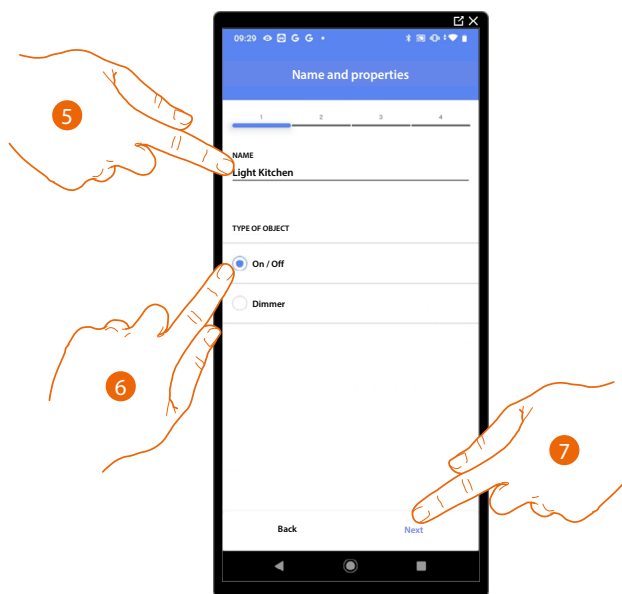 09:29 G G
Name and properties
1 2 3 4
NAME
Light Kitchen
TYPE OF OBJECT
On / Off
Dimmer
Back Next
5
6
7